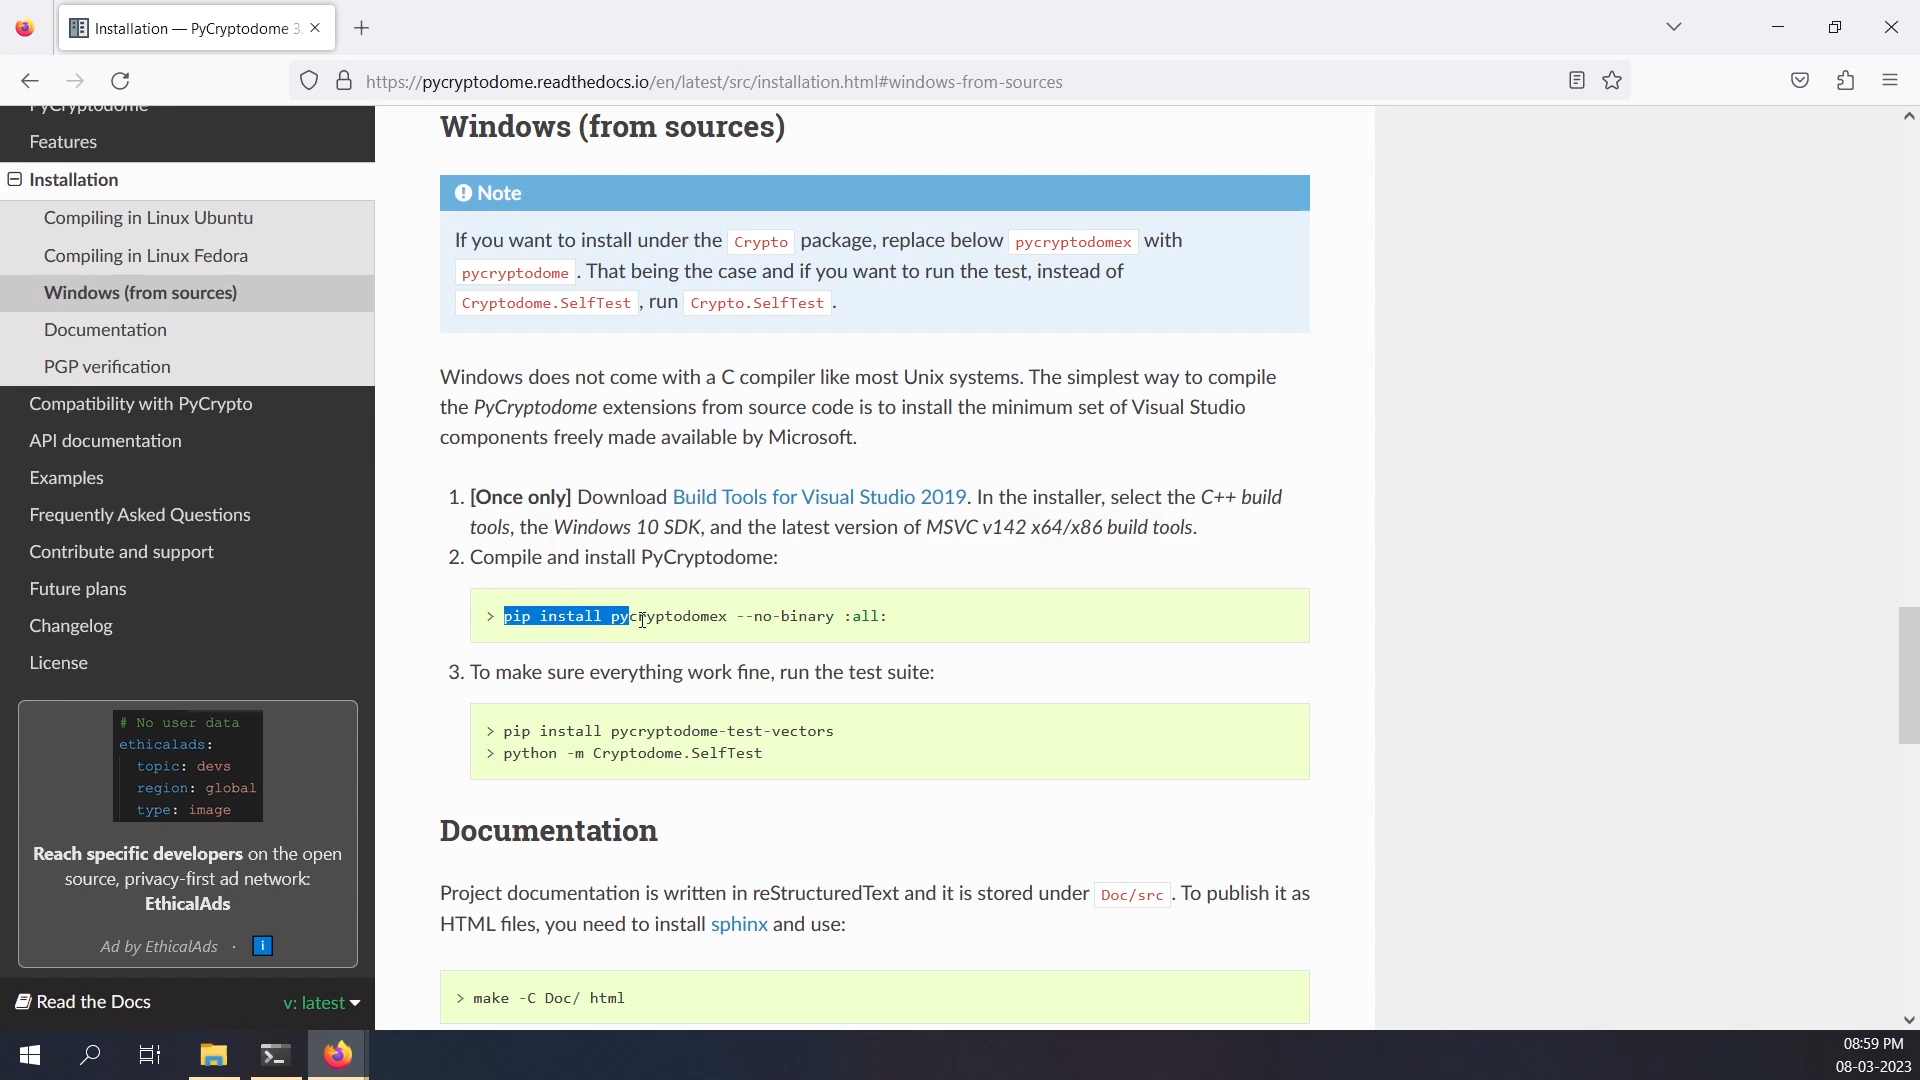 Installation — PyCryptodome 3.
https://pycryptodome.readthedocs.io/en/latest/src/installation.html#windows-from-sources
PyCryptodome
Features
Installation
Compiling in Linux Ubuntu
Compiling in Linux Fedora
Windows (from sources)
Documentation
PGP verification
Compatibility with PyCrypto
API documentation
Examples
Frequently Asked Questions
Contribute and support
Future plans
Changelog
License
# No user data
ethicalads:
topic: devs
region: global
type: image
Reach specific developers on the open
source, privacy-first ad network:
EthicalAds
Ad by EthicalAds ·
Read the Docs
v: latest
Windows (from sources)
Note
If you want to install under the Crypto package, replace below pycryptodomex with
pycryptodome . That being the case and if you want to run the test, instead of
Cryptodome.SelfTest , run Crypto.SelfTest .
Windows does not come with a C compiler like most Unix systems. The simplest way to compile
the PyCryptodome extensions from source code is to install the minimum set of Visual Studio
components freely made available by Microsoft.
1. [Once only] Download Build Tools for Visual Studio 2019. In the installer, select the C++ build
tools, the Windows 10 SDK, and the latest version of MSVC v142 x64/x86 build tools.
2. Compile and install PyCryptodome:
> pip install pycryptodomex --no-binary :all:
3. To make sure everything work fine, run the test suite:
> pip install pycryptodome-test-vectors
> python -m Cryptodome.SelfTest
Documentation
Project documentation is written in reStructuredText and it is stored under Doc/src . To publish it as
HTML files, you need to install sphinx and use:
> make -C Doc/ html
08:59 PM
08-03-2023